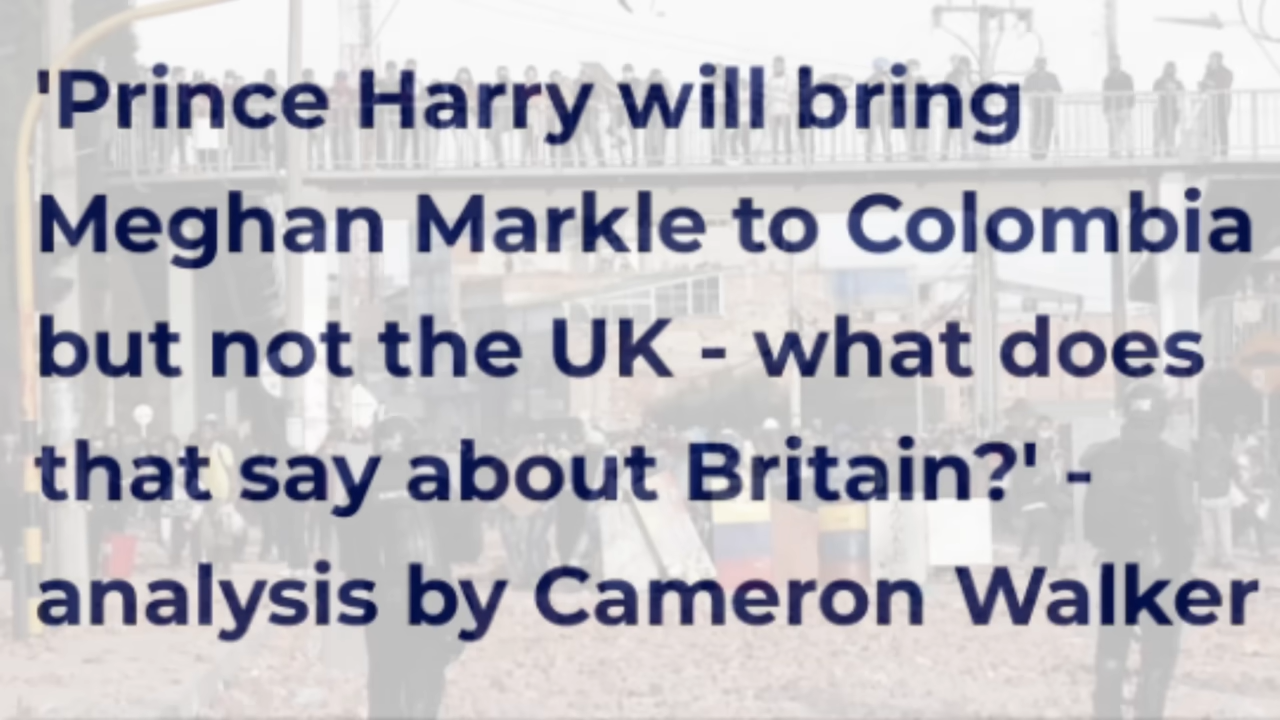 'Prince Harry will bring
Meghan Markle to Colombia
but not the UK - what does
that say about Britain?' -
analysis by Cameron Walker